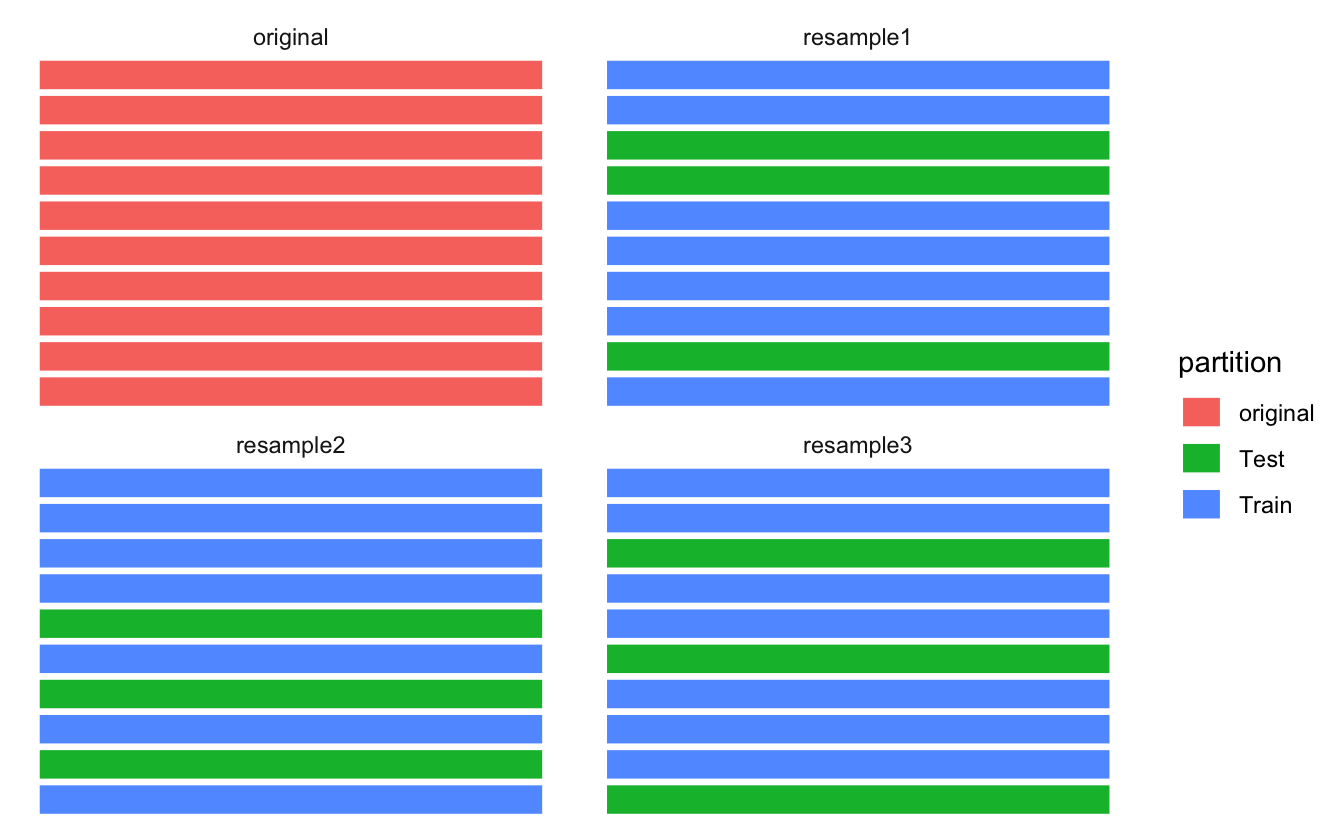 original
resample1
resample2
resample3
partition
original
Test
Train